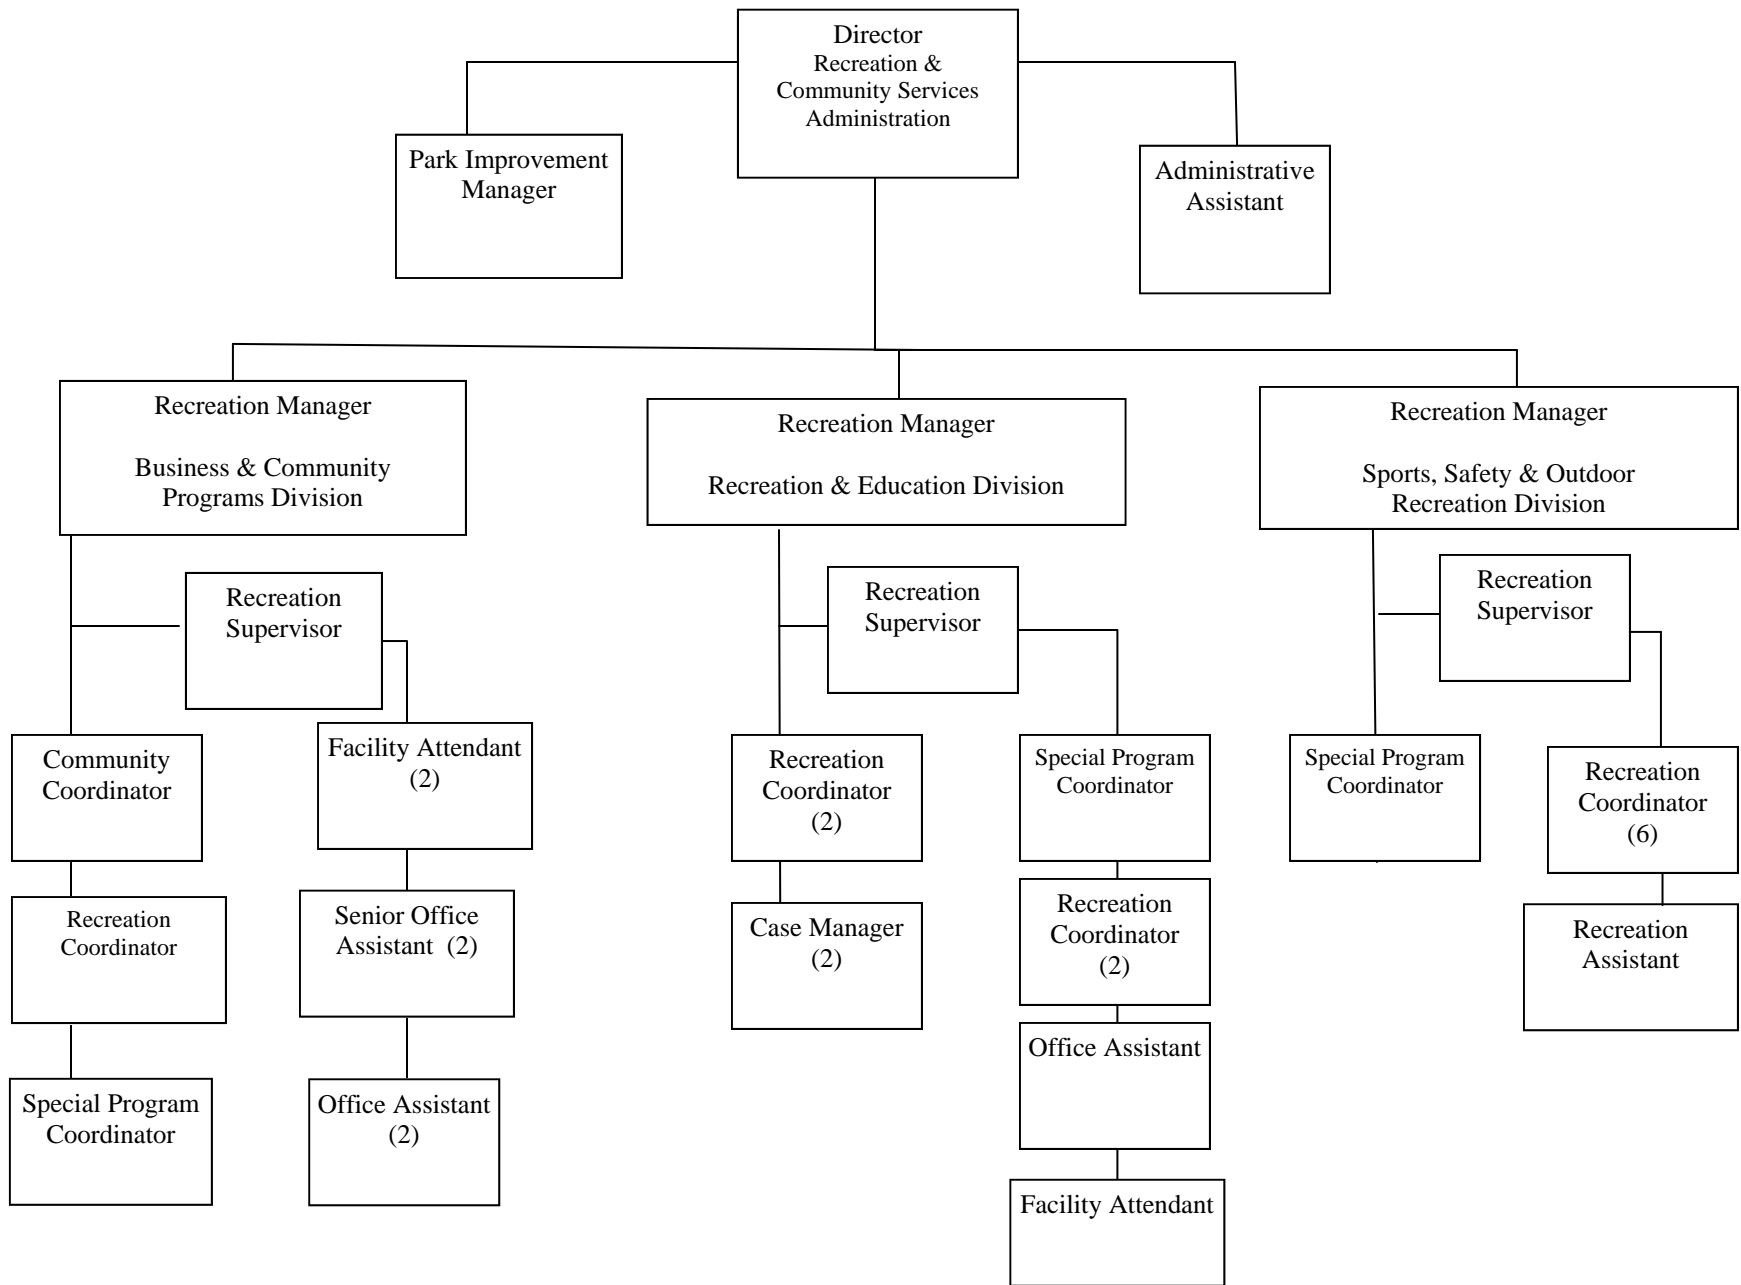 Director
Recreation &
Community Services
Administration
Park Improvement
Manager
Administrative
Assistant
Recreation Manager
Business & Community
Programs Division
Recreation Manager
Recreation & Education Division
Recreation Manager
Sports, Safety & Outdoor
Recreation Division
Recreation
Supervisor
Recreation
Supervisor
Recreation
Supervisor
Community
Coordinator
Facility Attendant
(2)
Recreation
Coordinator
(2)
Special Program
Coordinator
Special Program
Coordinator
Recreation
Coordinator
(6)
Recreation
Coordinator
Senior Office
Assistant (2)
Case Manager
(2)
Recreation
Coordinator
(2)
Recreation
Assistant
Special Program
Coordinator
Office Assistant
(2)
Office Assistant
Facility Attendant